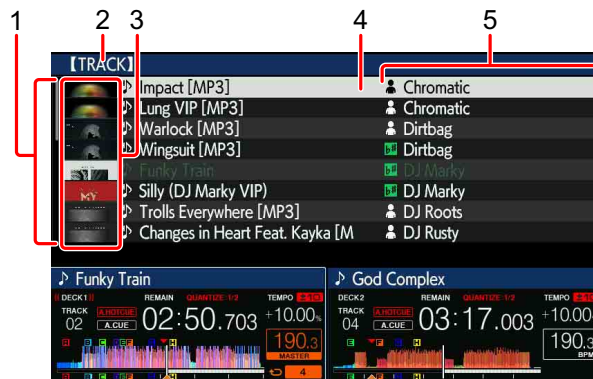 1 2 3 4 5
【TRACK】
Impact [MP3] Chromatic
Lung VIP [MP3] Chromatic
Warlock [MP3] Dirtbag
Wingsuit [MP3] Dirtbag
Funky Train DJ Marky
Silly (DJ Marky VIP) DJ Marky
Trolls Everywhere [MP3] DJ Roots
Changes in Heart Feat. Kayka [M DJ Rusty
Funky Train
DECK1 REMAIN QUANTIZE 1/2 TEMPO ±10
TRACK 02 A.HOTCUE A.CUE 02:50.703 +10.00%
190.3
MASTER
4
God Complex
DECK2 REMAIN QUANTIZE 1/2 TEMPO ±10
TRACK 04 A.HOTCUE A.CUE 03:17.003 +10.00
190.3
BPM